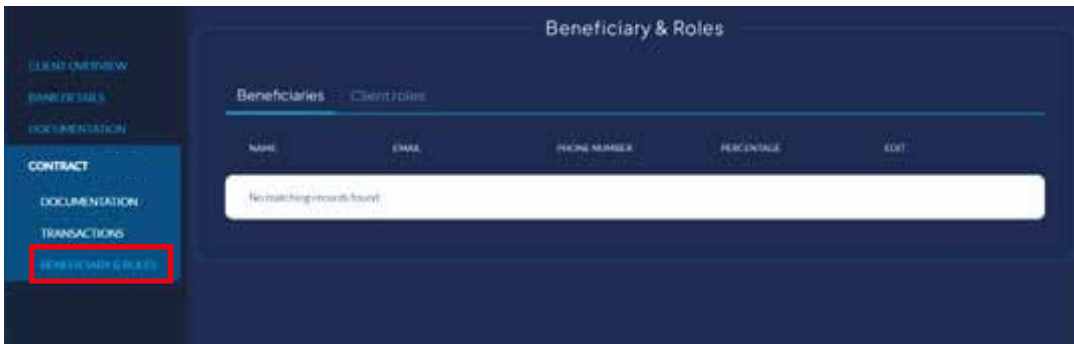 Beneficiary & Roles
CLIENT OVERVIEW
BANK DETAILS
DOCUMENTATION
CONTRACT
DOCUMENTATION
TRANSACTIONS
BENEFICIARY & ROLES
Beneficiaries Client roles
NAME EMAIL PHONE NUMBER PERCENTAGE EDIT
No matching records found